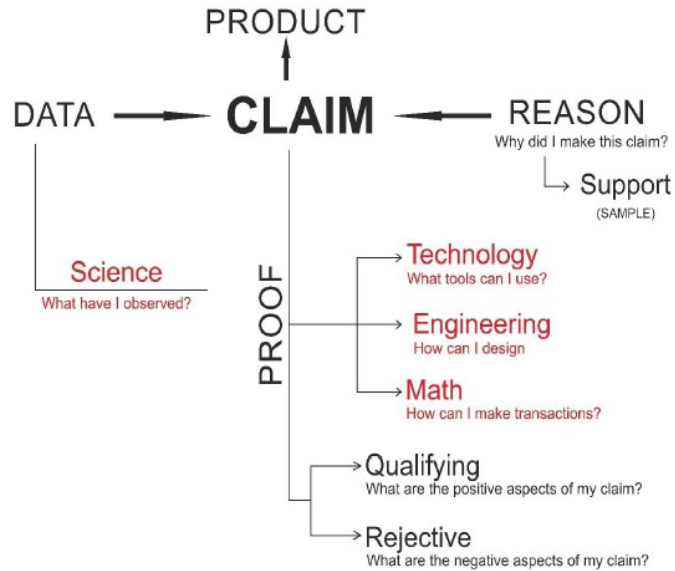 PRODUCT
DATA
CLAIM
REASON
Why did I make this claim?
Support
(SAMPLE)
Science
What have I observed?
PROOF
Technology
What tools can I use?
Engineering
How can I design
Math
How can I make transactions?
Qualifying
What are the positive aspects of my claim?
Rejective
What are the negative aspects of my claim?